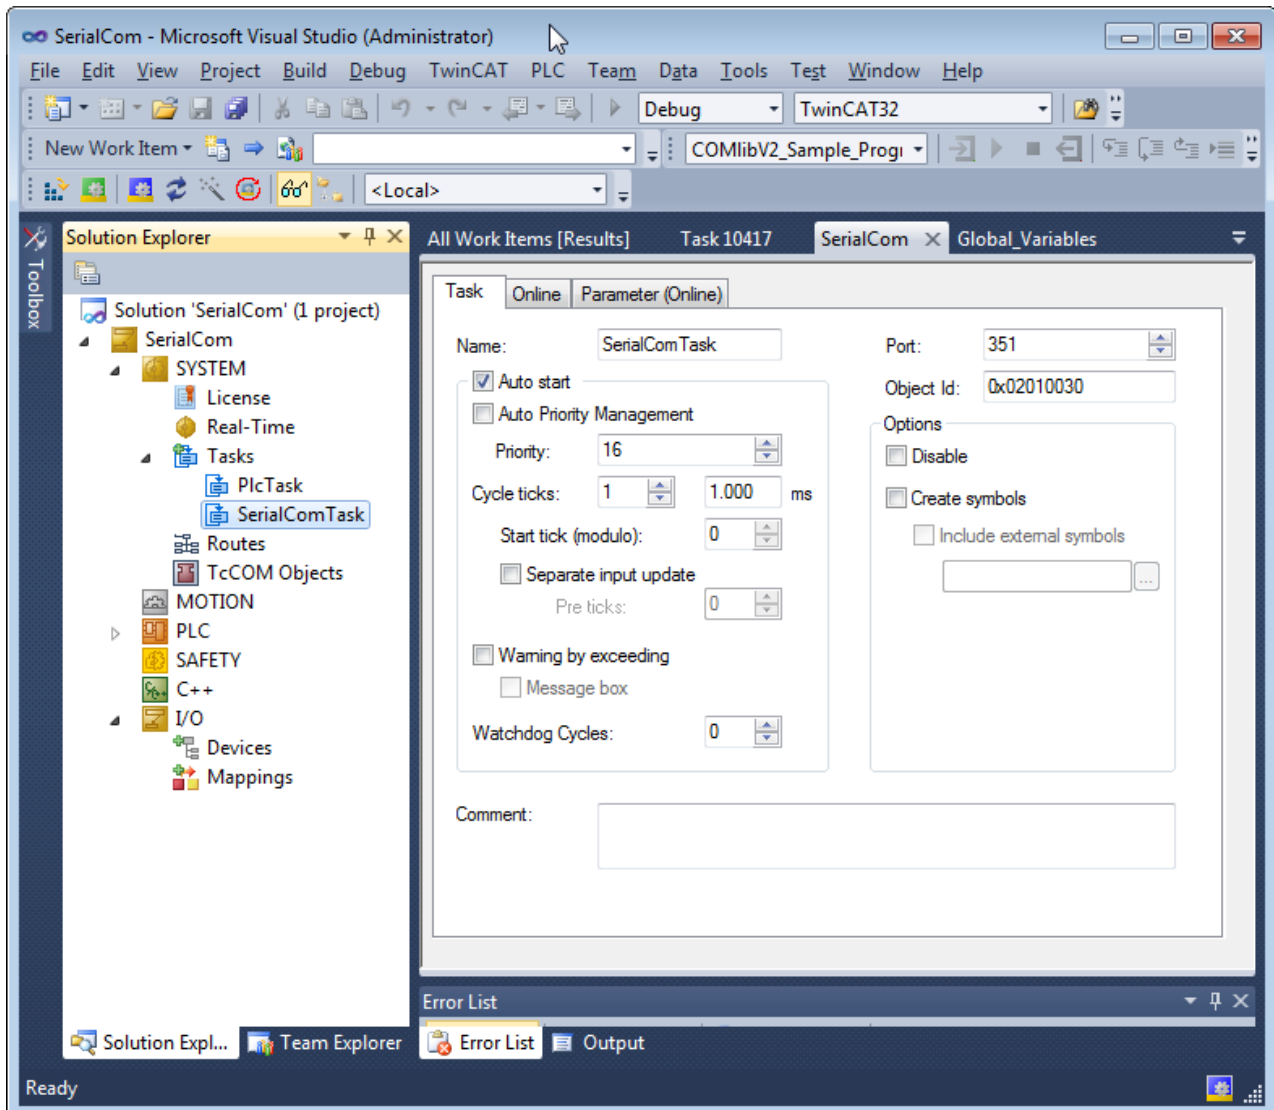 SerialCom - Microsoft Visual Studio (Administrator)
File Edit View Project Build Debug TwinCAT PLC Team Data Tools Test Window Help
Debug TwinCAT32
New Work Item COMlibV2_Sample_Progr
<Local>
Toolbox
Solution Explorer
Solution 'SerialCom' (1 project)
SerialCom
SYSTEM
License
Real-Time
Tasks
PlcTask
SerialComTask
Routes
TcCOM Objects
MOTION
PLC
SAFETY
C++
I/O
Devices
Mappings
Solution Expl... Team Explorer
All Work Items [Results] Task 10417 SerialCom Global_Variables
Task Online Parameter (Online)
Name: SerialComTask
Auto start
Auto Priority Management
Priority: 16
Cycle ticks: 1 1.000 ms
Start tick (modulo): 0
Separate input update
Pre ticks: 0
Warning by exceeding
Message box
Watchdog Cycles: 0
Port: 351
Object Id: 0x02010030
Options
Disable
Create symbols
Include external symbols
...
Comment:
Error List
Error List Output
Ready